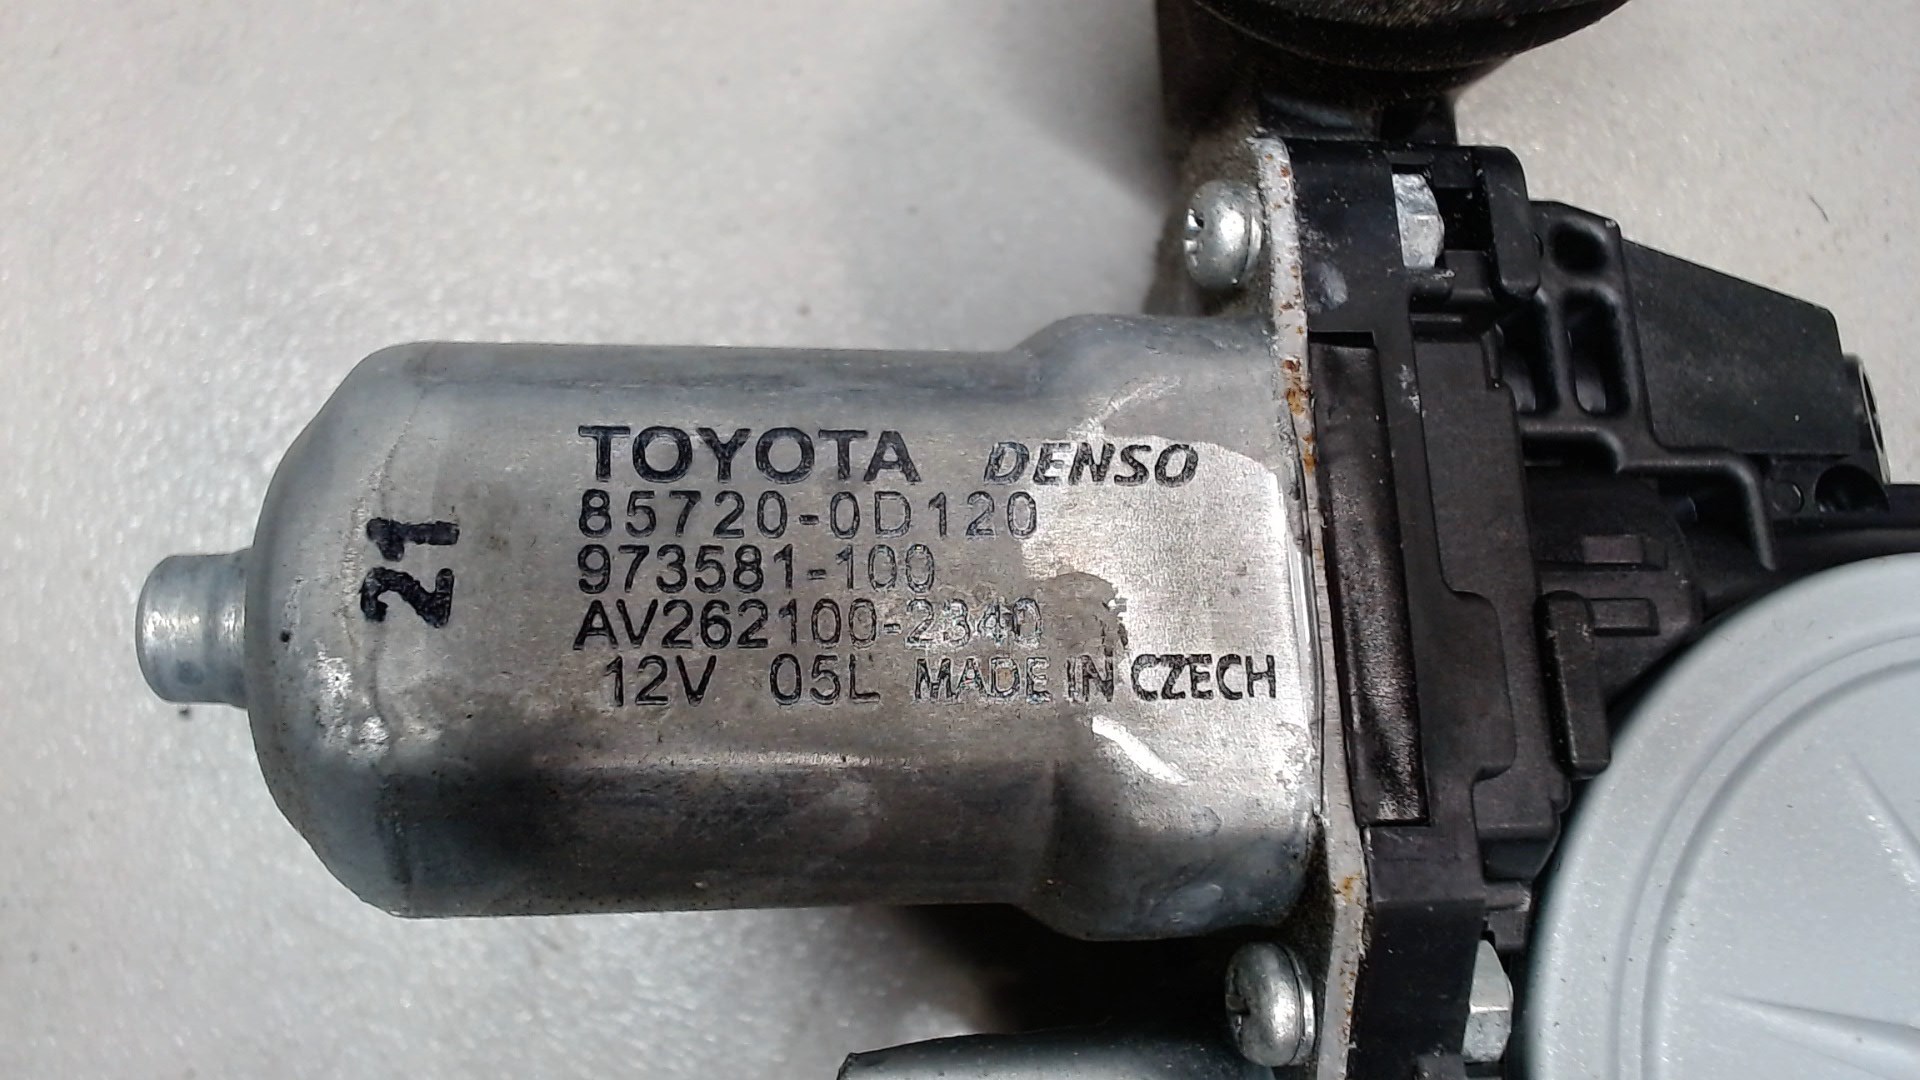 TOYOTA DENSO
85720-0D120
973581-100
AV262100-2340
12V 05L MADE IN CZECH
21